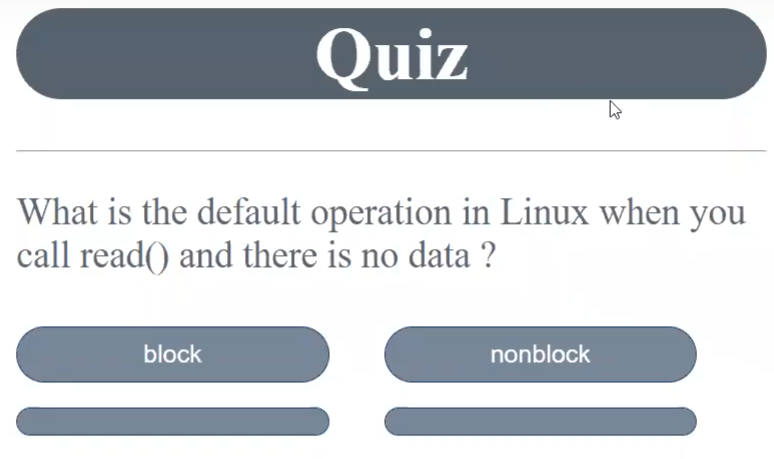 Quiz
What is the default operation in Linux when you
call read() and there is no data ?
block
nonblock